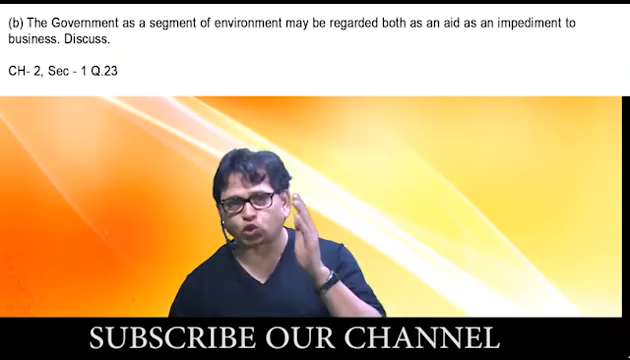 (b) The Government as a segment of environment may be regarded both as an aid as an impediment to
business. Discuss.
CH- 2, Sec - 1 Q.23
SUBSCRIBE OUR CHANNEL